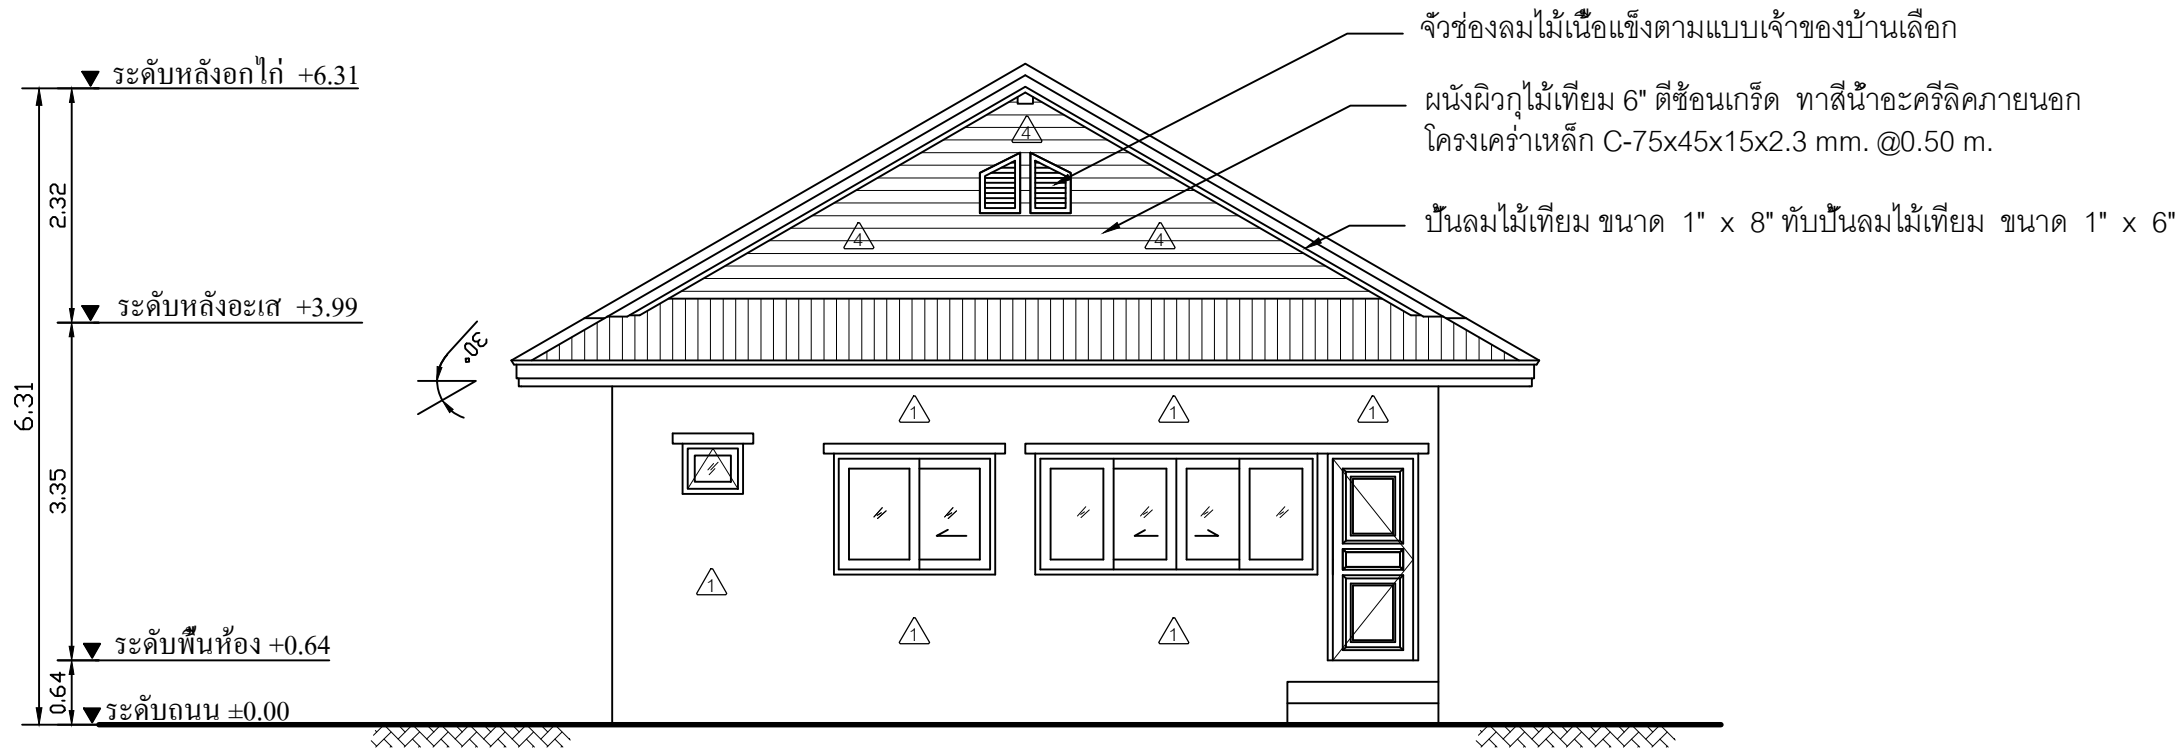 จั่วช่องลมไม้เนื้อแข็งตามแบบเจ้าของบ้านเลือก
ระดับหลังอกไก่ +6.31
ผนังผิวกุไม้เทียม 6" ตีซ้อนเกร็ด ทาสีน้ำอะครีลิคภายนอก
โครงเคร่าเหล็ก C-75x45x15x2.3 mm. @0.50 m.
4
2.32
ปั้นลมไม้เทียม ขนาด 1" x 8" ทับปั้นลมไม้เทียม ขนาด 1" x 6"
4
4
ระดับหลังอะเส +3.99
30°
6.31
1
1
1
3.35
1
1
1
ระดับพื้นห้อง +0.64
0.64
ระดับถนน ±0.00